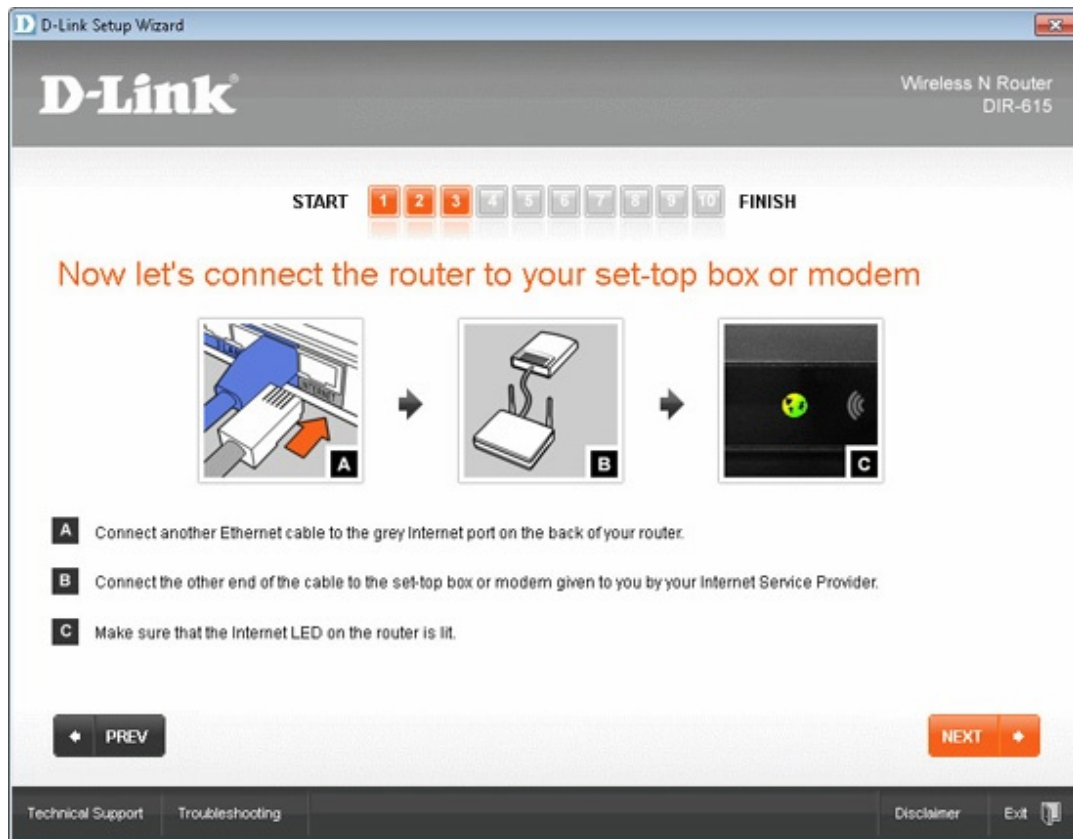 D-Link Setup Wizard
D-Link®
Wireless N Router
DIR-615
START 1 2 3 4 5 6 7 8 9 10 FINISH
Now let's connect the router to your set-top box or modem
A
B
C
A Connect another Ethernet cable to the grey Internet port on the back of your router.
B Connect the other end of the cable to the set-top box or modem given to you by your Internet Service Provider.
C Make sure that the Internet LED on the router is lit.
PREV
NEXT
Technical Support Troubleshooting Disclaimer Exit